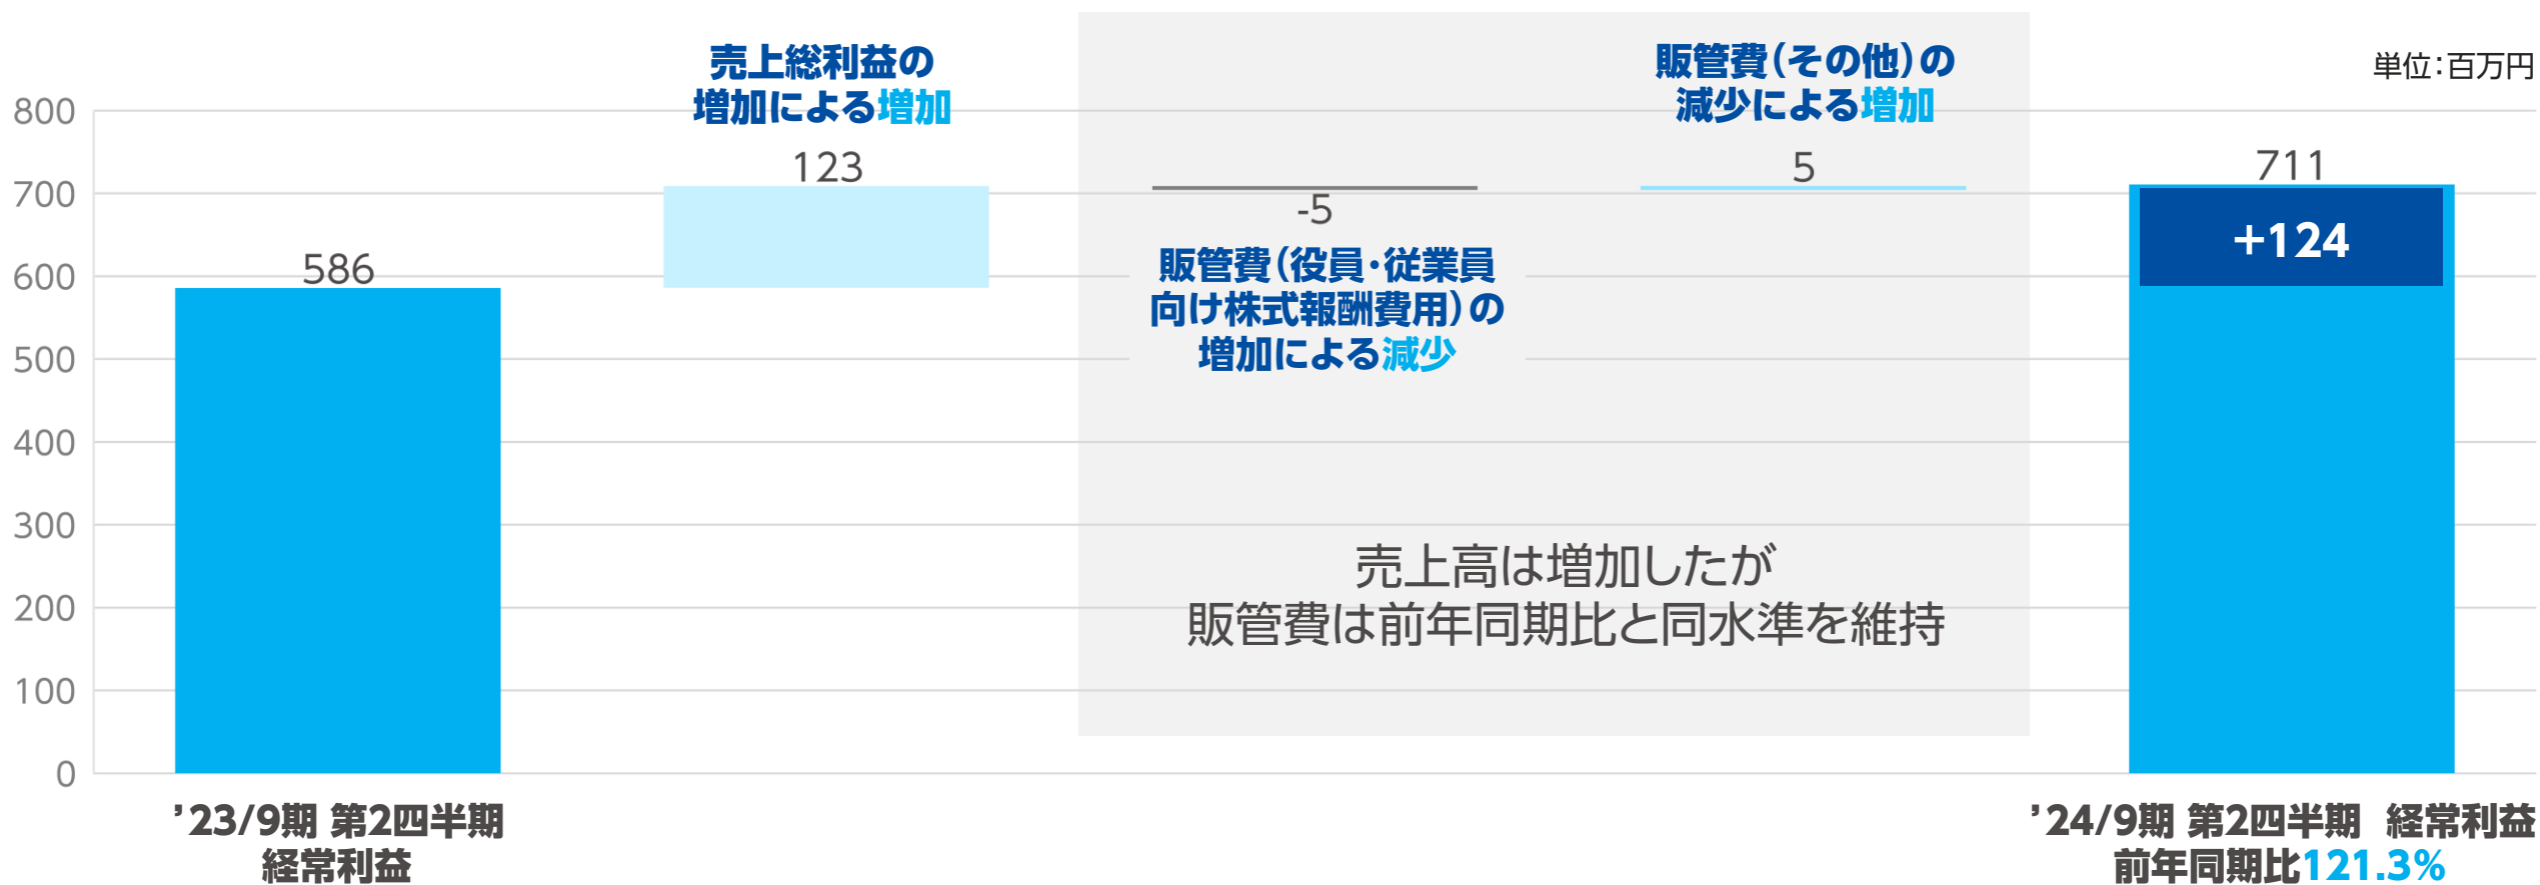 単位：百万円
売上総利益の
増加による増加
販管費（その他）の
減少による増加
800
700
600
500
400
300
200
100
0
586
123
-5
5
711
+124
販管費（役員・従業員
向け株式報酬費用）の
増加による減少
売上高は増加したが
販管費は前年同期比と同水準を維持
’23/9期 第2四半期
経常利益
’24/9期 第2四半期 経常利益
前年同期比121.3%